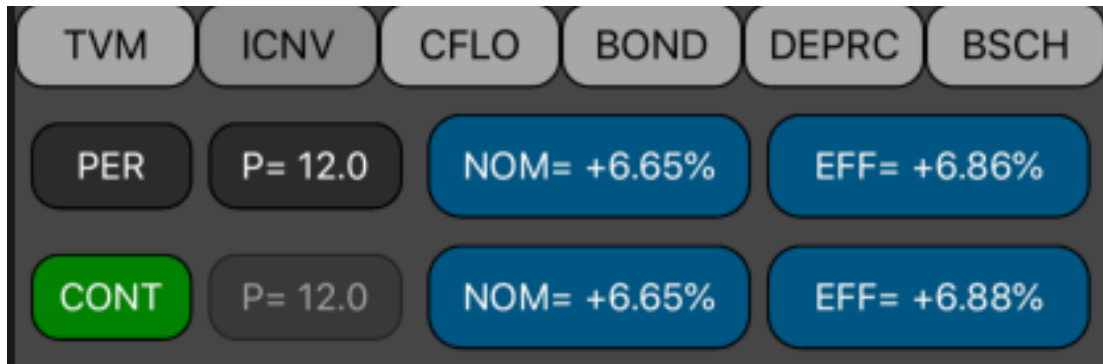 TVM ICNV CFLO BOND DEPRC BSCH
PER P= 12.0 NOM= +6.65% EFF= +6.86%
CONT P= 12.0 NOM= +6.65% EFF= +6.88%